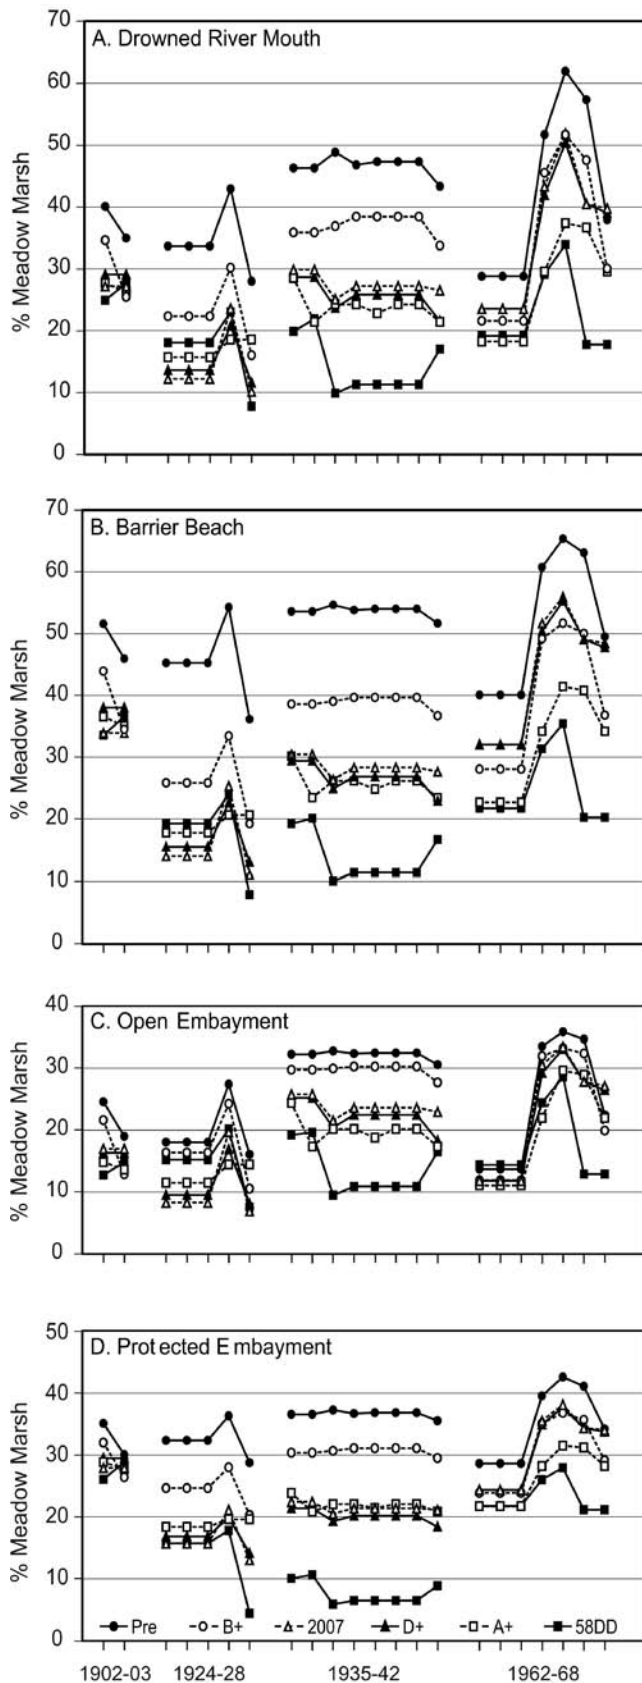 70
A. Drowned River Mouth
60
50
40
30
20
10
0
% Meadow Marsh
70
B. Barrier Beach
60
50
40
30
20
10
0
% Meadow Marsh
40
C. Open Embayment
30
20
10
0
% Meadow Marsh
50
D. Protected Embayment
40
30
20
10
0
% Meadow Marsh
Pre B+ 2007 D+ A+ 58DD
1902-03 1924-28 1935-42 1962-68